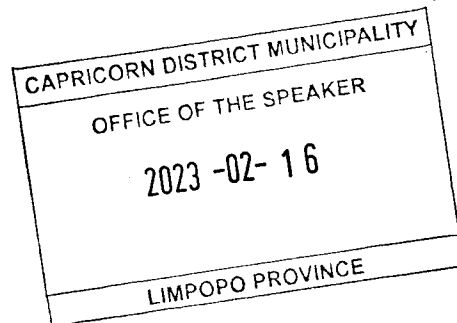 CAPRICORN DISTRICT MUNICIPALITY
OFFICE OF THE SPEAKER
2023 -02- 16
LIMPOPO PROVINCE